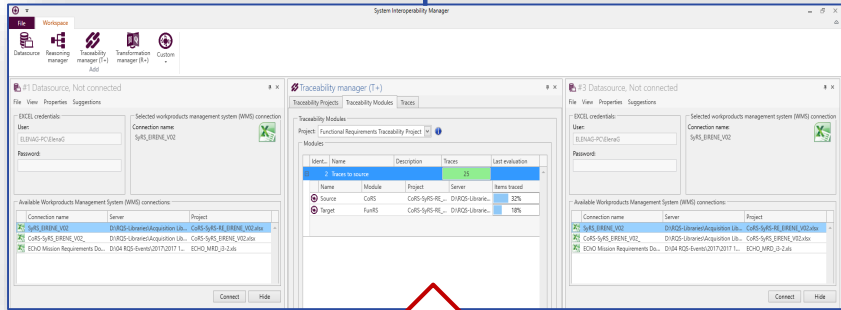 System Interoperability Manager
File Workspace
Datasource Reasoning manager Traceability manager (T+) Transformation manager (R+) Custom
Add
#1 Datasource, Not connected
File View Properties Suggestions
EXCEL credentials:
User:
ELENAG-PC\ElenaG
Password:
Selected workproducts management system (WMS) connection
Connection name:
SyRS_EIRENE_V02
Available Workproducts Management System (WMS) connections:
Connection name Server Project
SyRS_EIRENE_V02 D:\RQS-Libraries\Acquisition Lib... CoRS-SyRS-RE_EIRENE_V02.xlsx
CoRS-SyRS_EIRENE_V02_ D:\RQS-Libraries\Acquisition Lib... CoRS-SyRS-RE_EIRENE_V02.xlsx
EChO Mission Requirements Do... D:\04 RQS-Events\2017\2017 1... ECHO_MRD_i3-2.xls
Connect Hide
Traceability manager (T+)
Traceability Projects Traceability Modules Traces
Traceability Modules
Project: Functional Requirements Traceability Project
Modules
Ident... Name Description Traces Last evaluation
2 Traces to source 25
Name Module Project Server Items traced
Source CoRS CoRS-SyRS-RE_... D:\RQS-Librarie... 32%
Target FunRS CoRS-SyRS-RE_... D:\RQS-Librarie... 18%
#3 Datasource, Not connected
File View Properties Suggestions
EXCEL credentials:
User:
ELENAG-PC\ElenaG
Password:
Selected workproducts management system (WMS) connection
Connection name:
SyRS_EIRENE_V02
Available Workproducts Management System (WMS) connections:
Connection name Server Project
SyRS_EIRENE_V02 D:\RQS-Libraries\Acquisition Lib... CoRS-SyRS-RE_EIRENE_V02.xlsx
CoRS-SyRS_EIRENE_V02_ D:\RQS-Libraries\Acquisition Lib... CoRS-SyRS-RE_EIRENE_V02.xlsx
EChO Mission Requirements Do... D:\04 RQS-Events\2017\2017 1... ECHO_MRD_i3-2.xls
Connect Hide